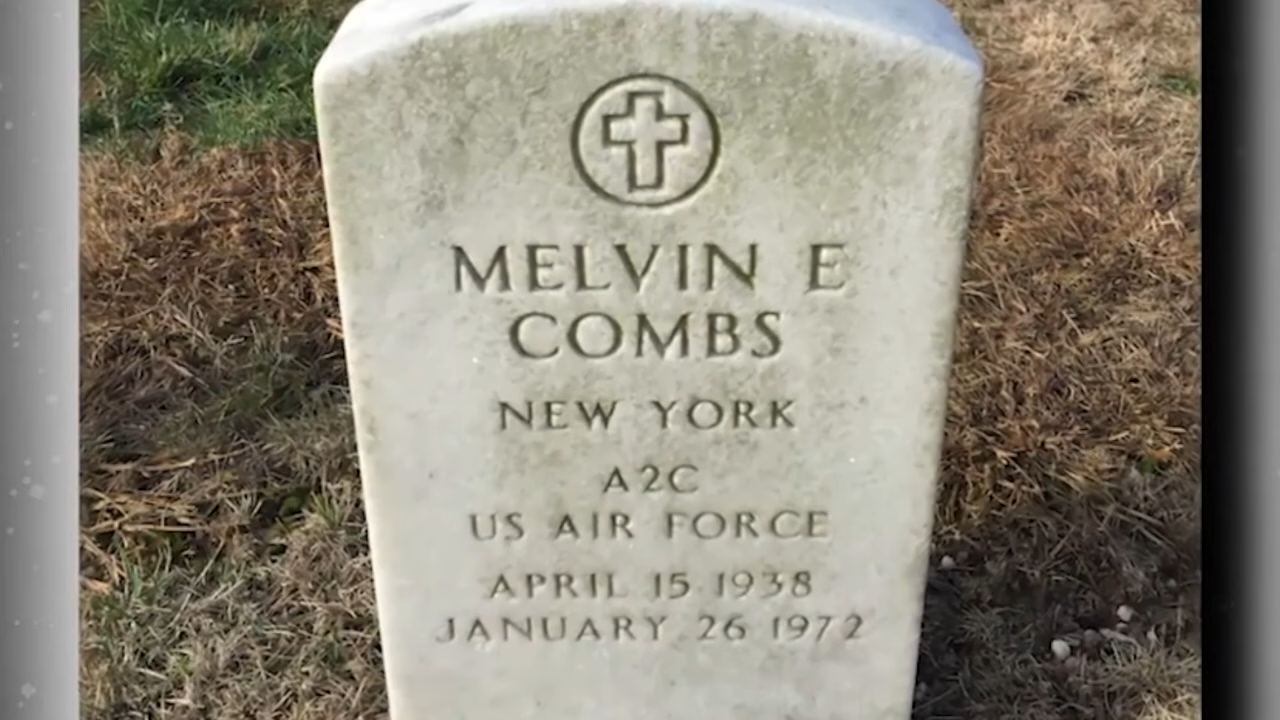 MELVIN E
COMBS
NEW YORK
A2C
US AIR FORCE
APRIL 15 1938
JANUARY 26 1972